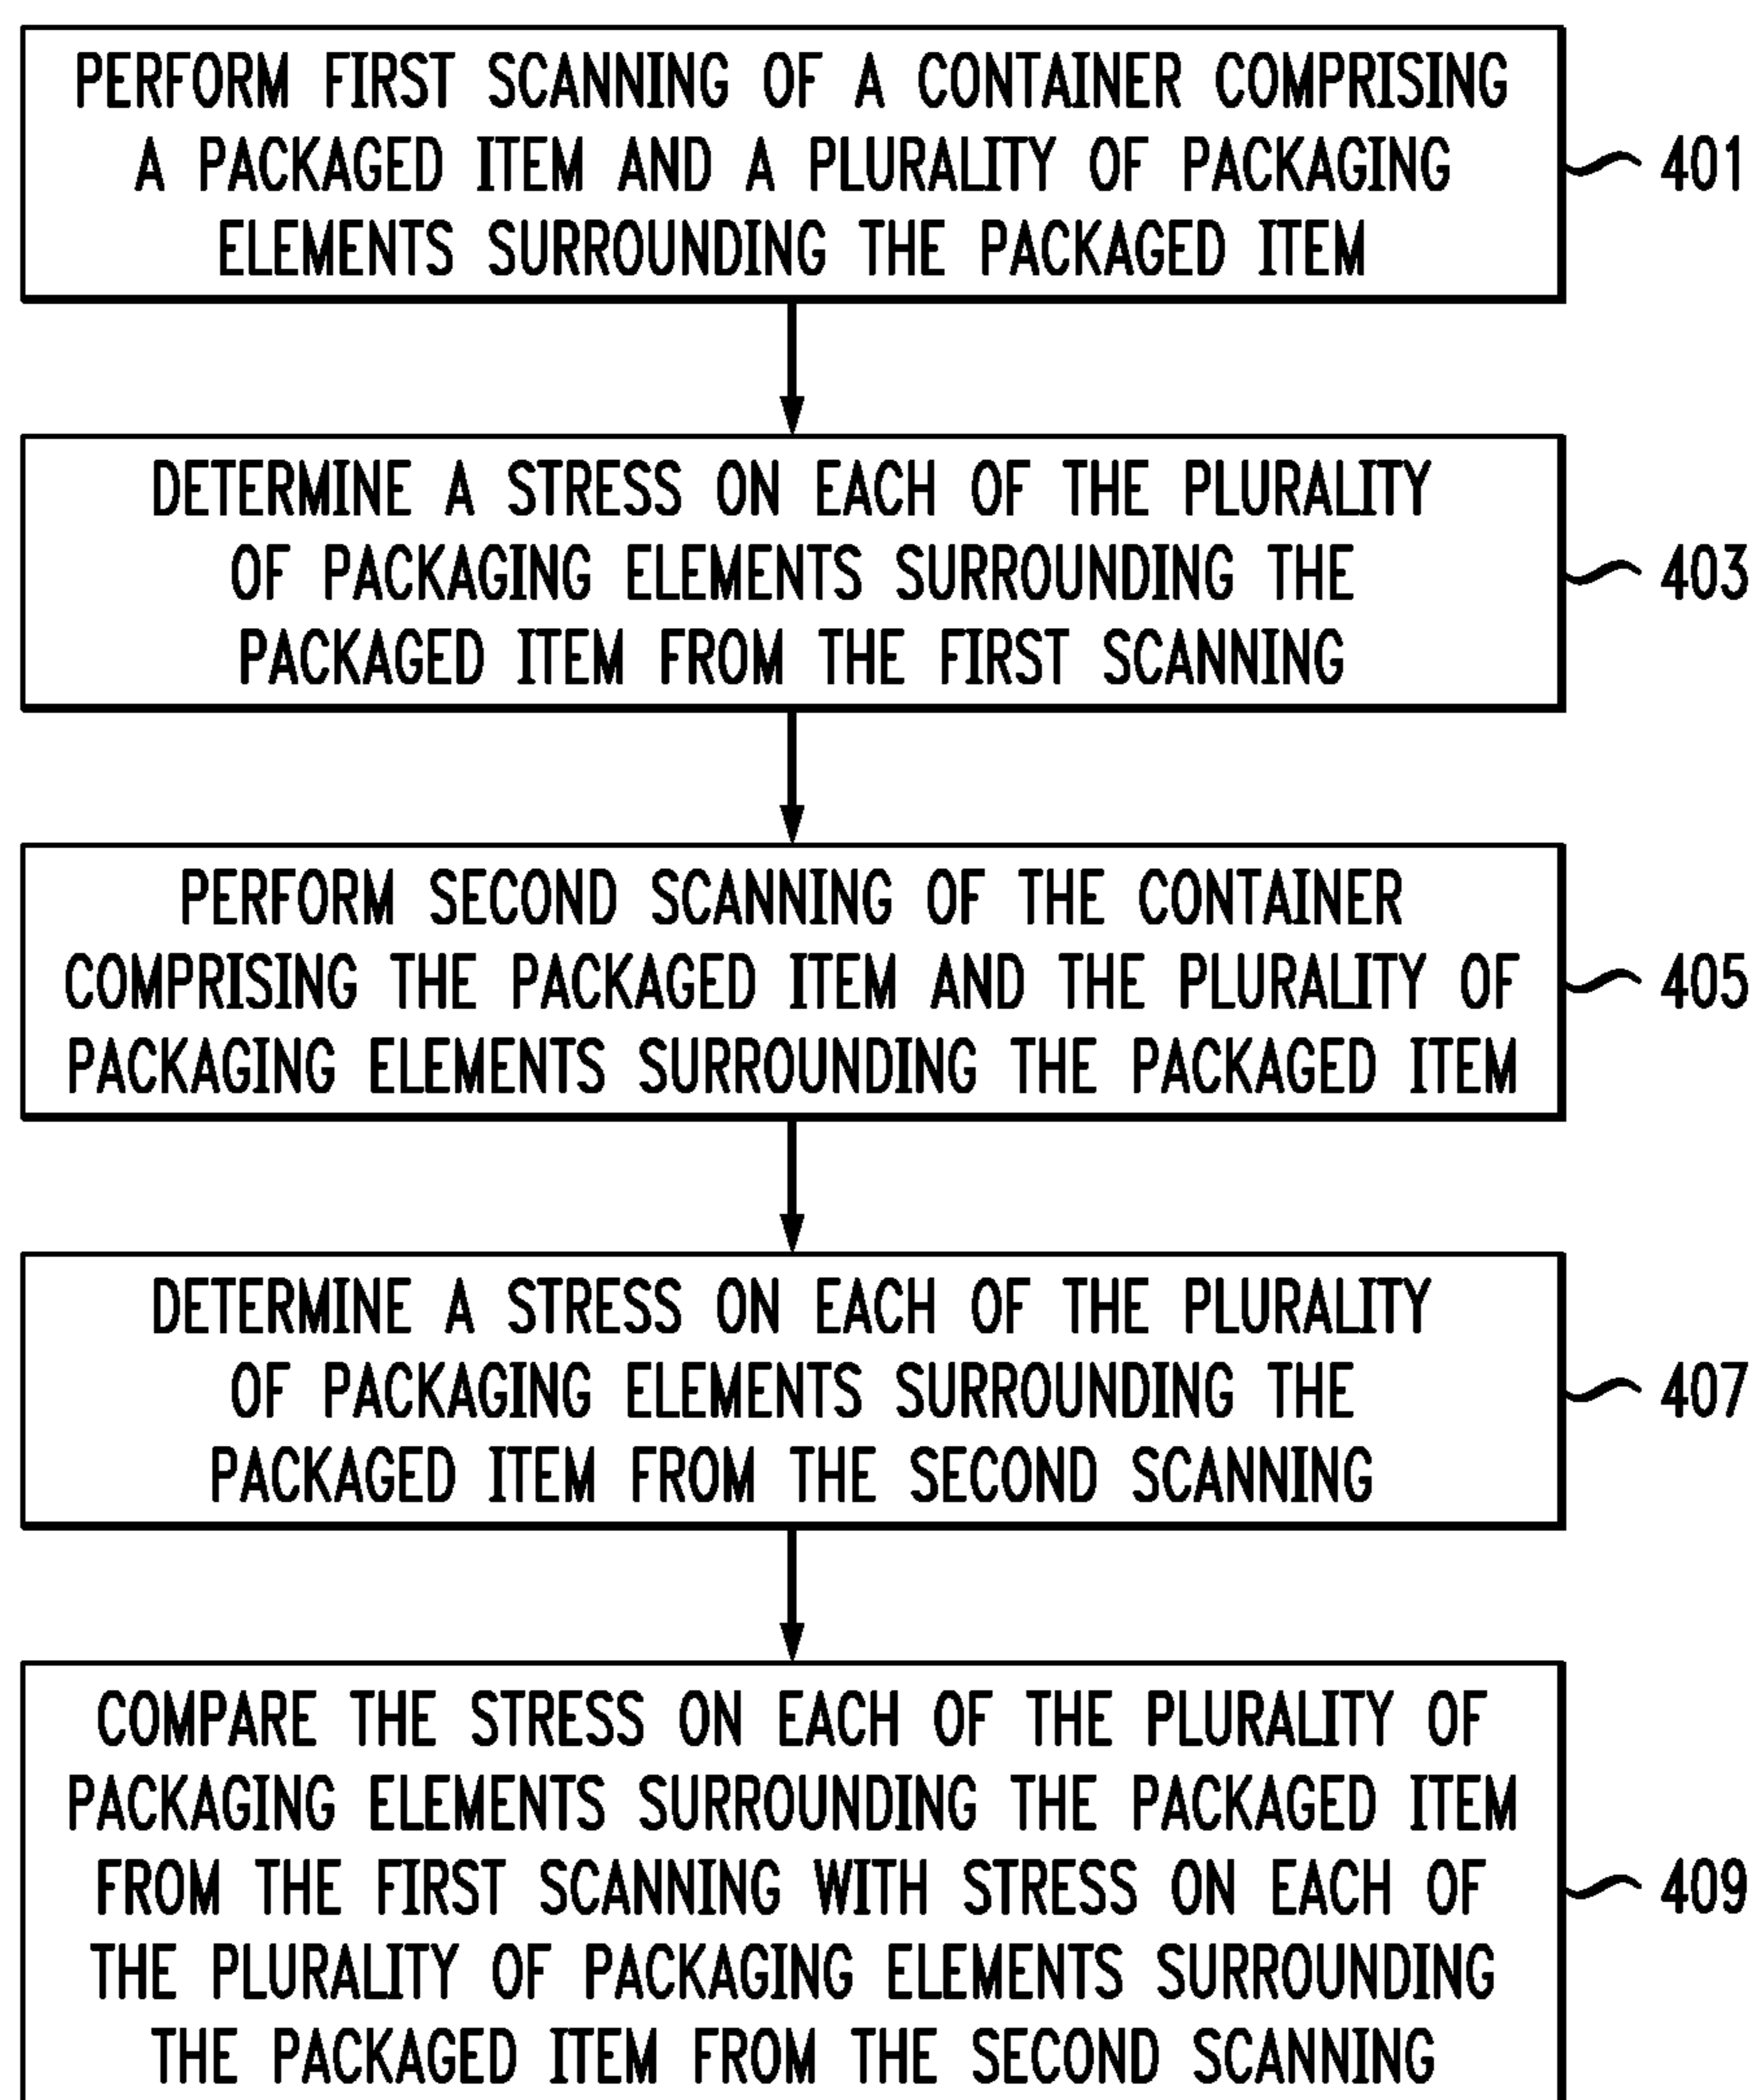 PERFORM FIRST SCANNING OF A CONTAINER COMPRISING
A PACKAGED ITEM AND A PLURALITY OF PACKAGING
ELEMENTS SURROUNDING THE PACKAGED ITEM
401
DETERMINE A STRESS ON EACH OF THE PLURALITY
OF PACKAGING ELEMENTS SURROUNDING THE
PACKAGED ITEM FROM THE FIRST SCANNING
403
PERFORM SECOND SCANNING OF THE CONTAINER
COMPRISING THE PACKAGED ITEM AND THE PLURALITY OF
PACKAGING ELEMENTS SURROUNDING THE PACKAGED ITEM
405
DETERMINE A STRESS ON EACH OF THE PLURALITY
OF PACKAGING ELEMENTS SURROUNDING THE
PACKAGED ITEM FROM THE SECOND SCANNING
407
COMPARE THE STRESS ON EACH OF THE PLURALITY OF
PACKAGING ELEMENTS SURROUNDING THE PACKAGED ITEM
FROM THE FIRST SCANNING WITH STRESS ON EACH OF
THE PLURALITY OF PACKAGING ELEMENTS SURROUNDING
THE PACKAGED ITEM FROM THE SECOND SCANNING
409